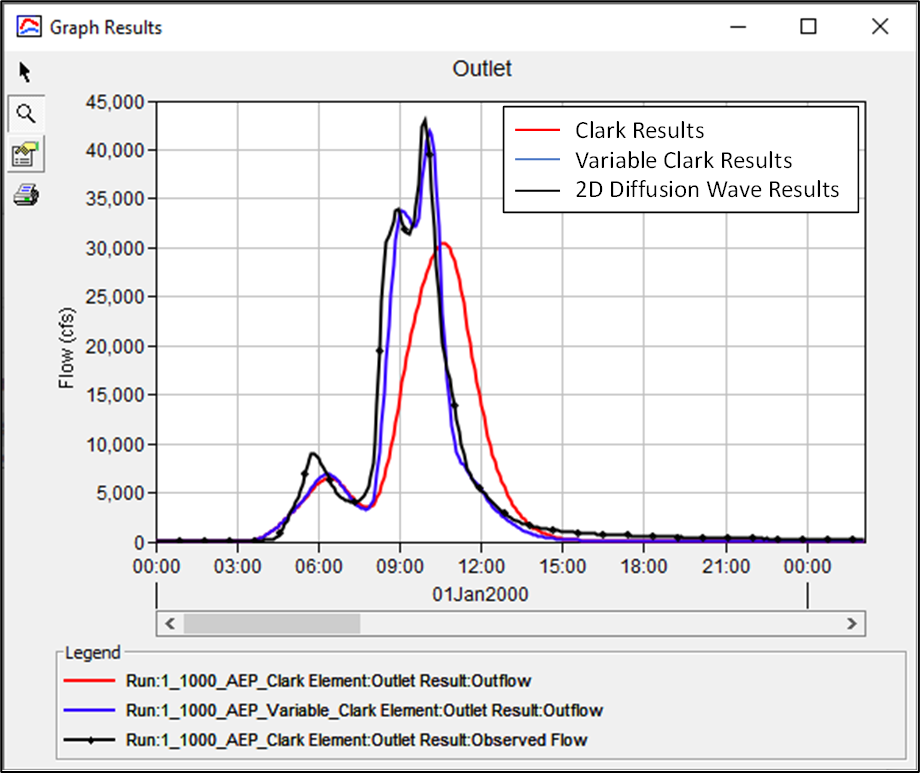 Graph Results
Outlet
45,000
40,000
35,000
30,000
25,000
20,000
15,000
10,000
5,000
0
Flow (cfs)
Clark Results
Variable Clark Results
2D Diffusion Wave Results
00:00 03:00 06:00 09:00 12:00 15:00 18:00 21:00 00:00
01Jan2000
Legend
Run:1_1000_AEP_Clark Element:Outlet Result:Outflow
Run:1_1000_AEP_Variable_Clark Element:Outlet Result:Outflow
Run:1_1000_AEP_Clark Element:Outlet Result:Observed Flow